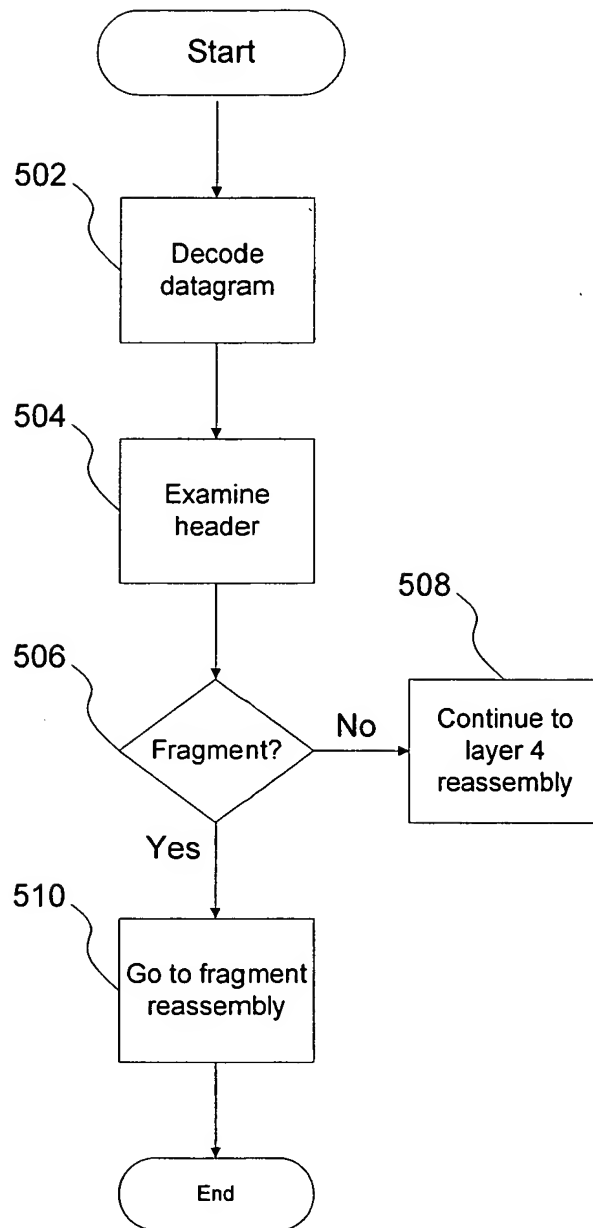 Start
502
Decode
datagram
504
Examine
header
506
Fragment?
No
508
Continue to
layer 4
reassembly
Yes
510
Go to fragment
reassembly
End